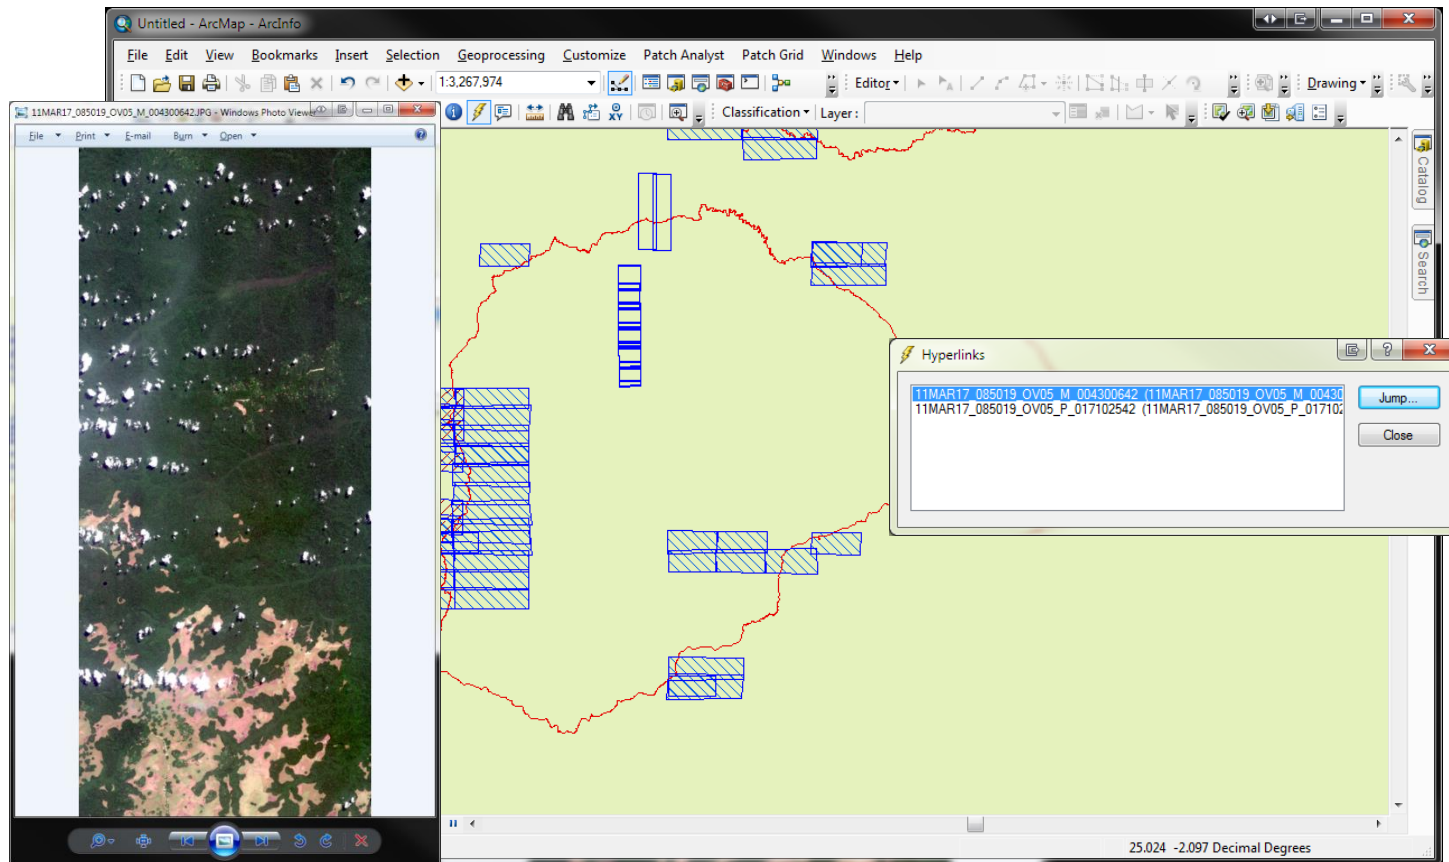 Untitled - ArcMap - ArcInfo
File Edit View Bookmarks Insert Selection Geoprocessing Customize Patch Analyst Patch Grid Windows Help
1:3,267,974
Editor
Drawing
11MAR17_085019_OV05_M_004300642.JPG - Windows Photo Viewer
Classification
Layer :
File Print E-mail Burn Open
Catalog
Search
Hyperlinks
11MAR17_085019_OV05_M_004300642 (11MAR17_085019_OV05_M_00430
11MAR17_085019_OV05_P_017102542 (11MAR17_085019_OV05_P_01710
Jump...
Close
25.024 -2.097 Decimal Degrees